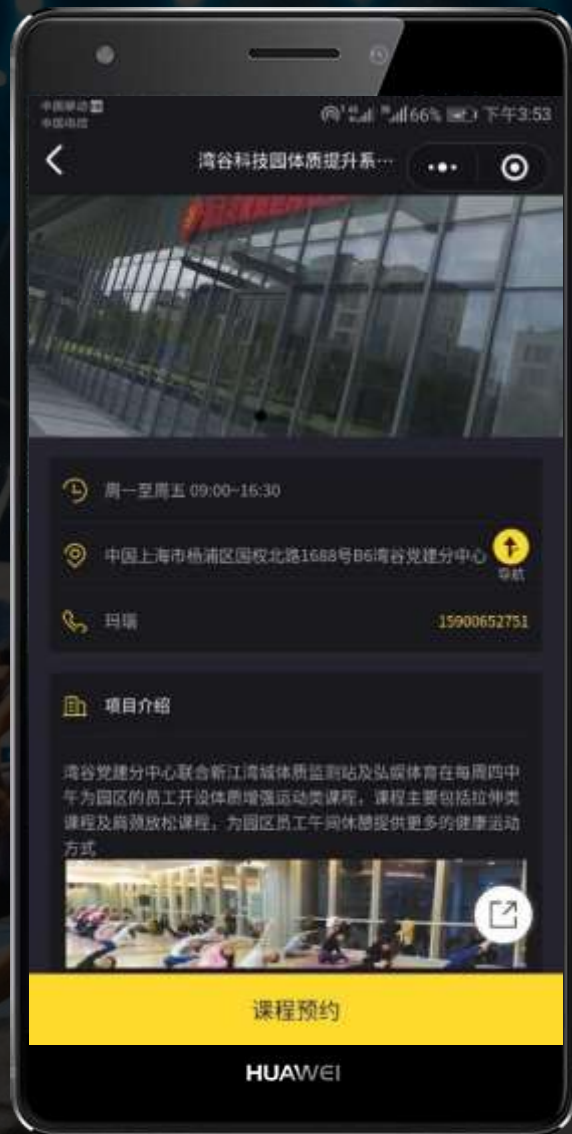 中国移动HD
中国电信
66% 下午3:53
湾谷科技园体质提升系…
周一至周五 09:00-16:30
中国上海市杨浦区国权北路1688号B6湾谷党建分中心
导航
玛瑙
15900652751
项目介绍
湾谷党建分中心联合新江湾城体质监测站及弘娱体育在每周四中
午为园区的员工开设体质增强运动类课程，课程主要包括拉伸类
课程及肩颈放松课程，为园区员工午间休憩提供更多的健康运动
方式
课程预约
HUAWEI